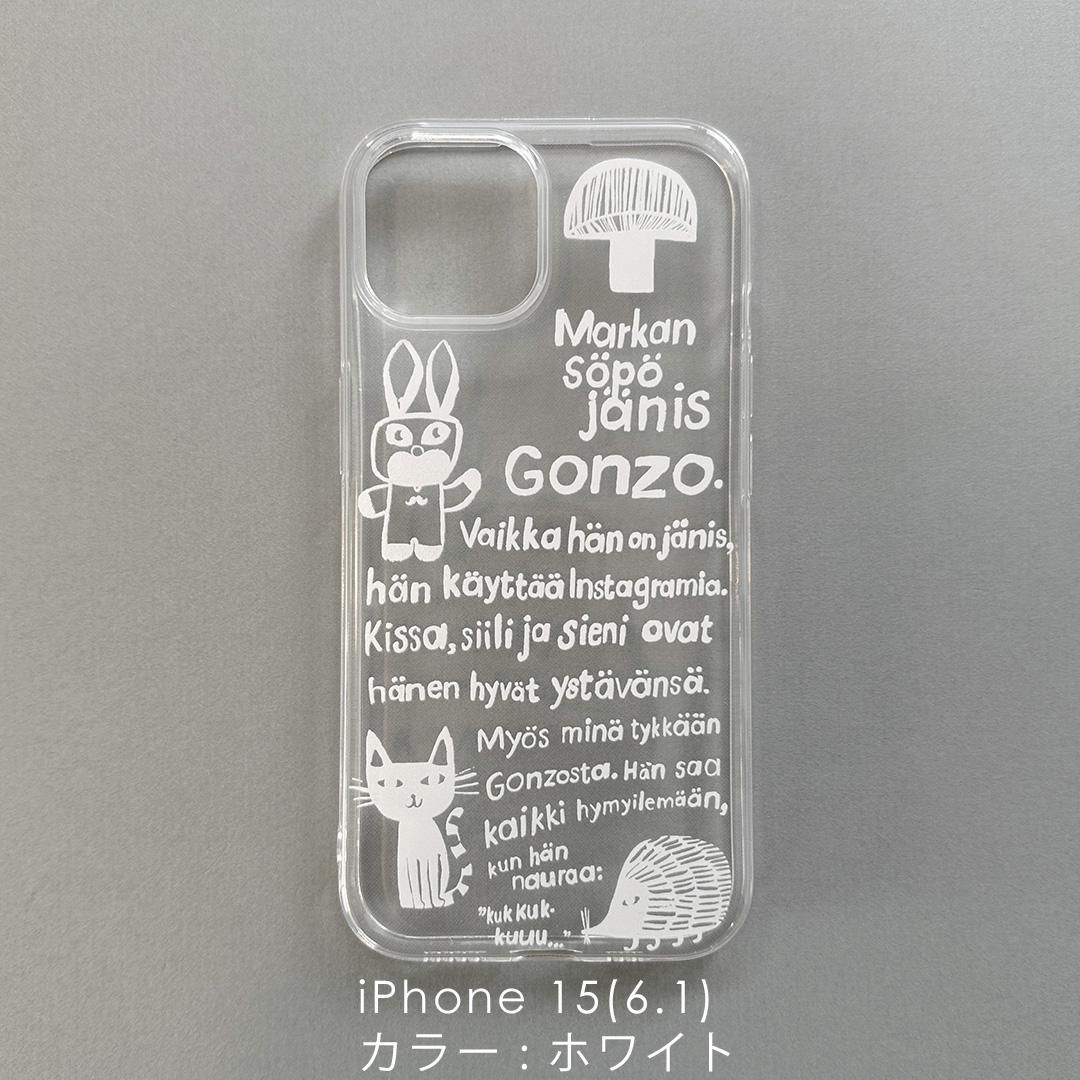 Markan
söpö
jänis
Gonzo.
Vaikka hän on jänis,
hän käyttää Instagramia.
Kissa, siili ja sieni ovat
hänen hyvät ystävänsä.
Myös minä tykkään
Gonzosta. Hän saa
kaikki hymyilemään,
kun hän
nauraa:
"kuk kuk-
kuuu..."
iPhone 15(6.1)
カラー：ホワイト